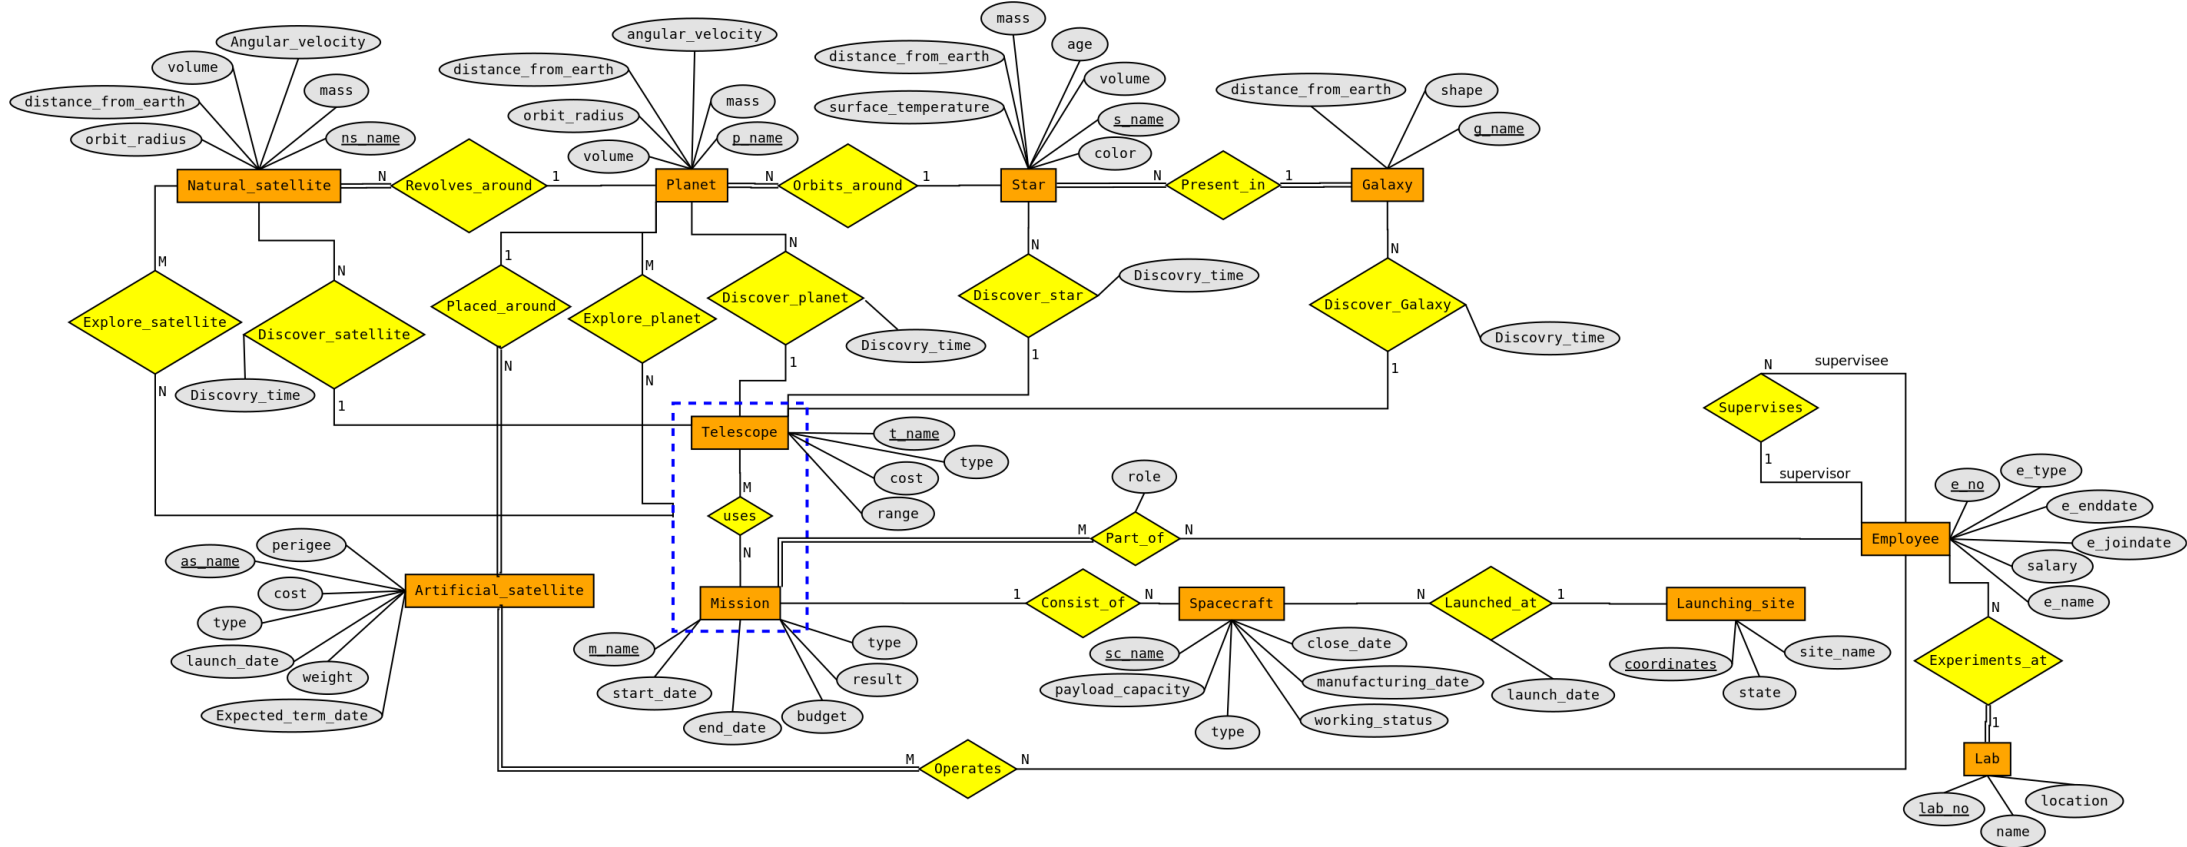 mass
angular_velocity
Angular_velocity
age
distance_from_earth
volume
distance_from_earth
volume
distance_from_earth
shape
mass
distance_from_earth
mass
surface_temperature
orbit_radius
s_name
g_name
orbit_radius
ns_name
p_name
volume
color
Natural_satellite
N
Revolves_around
1
Planet
N
Orbits_around
1
Star
N
Present_in
1
Galaxy
M
N
1
M
N
N
N
Discovry_time
Explore_satellite
Discover_satellite
Placed_around
Explore_planet
Discover_planet
Discover_star
Discover_Galaxy
Discovry_time
Discovry_time
N
Discovry_time
1
N
N
1
1
1
N
supervisee
Supervises
1
supervisor
Telescope
t_name
type
cost
range
M
uses
N
role
M
Part_of
N
Employee
e_no
e_type
e_enddate
e_joindate
salary
e_name
perigee
as_name
cost
type
launch_date
weight
Expected_term_date
Artificial_satellite
Mission
1
Consist_of
N
Spacecraft
N
Launched_at
1
Launching_site
m_name
start_date
end_date
budget
result
type
sc_name
payload_capacity
type
close_date
manufacturing_date
working_status
launch_date
coordinates
state
site_name
N
Experiments_at
1
Lab
lab_no
name
location
M
Operates
N